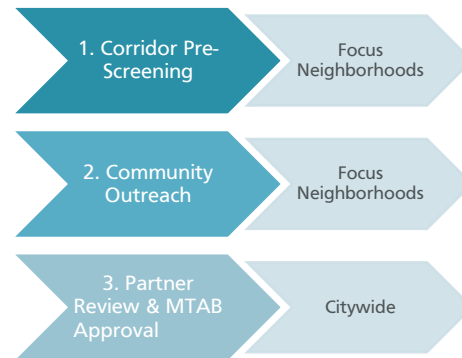 1. Corridor Pre-
Screening
Focus
Neighborhoods
2. Community
Outreach
Focus
Neighborhoods
3. Partner
Review & MTAB
Approval
Citywide